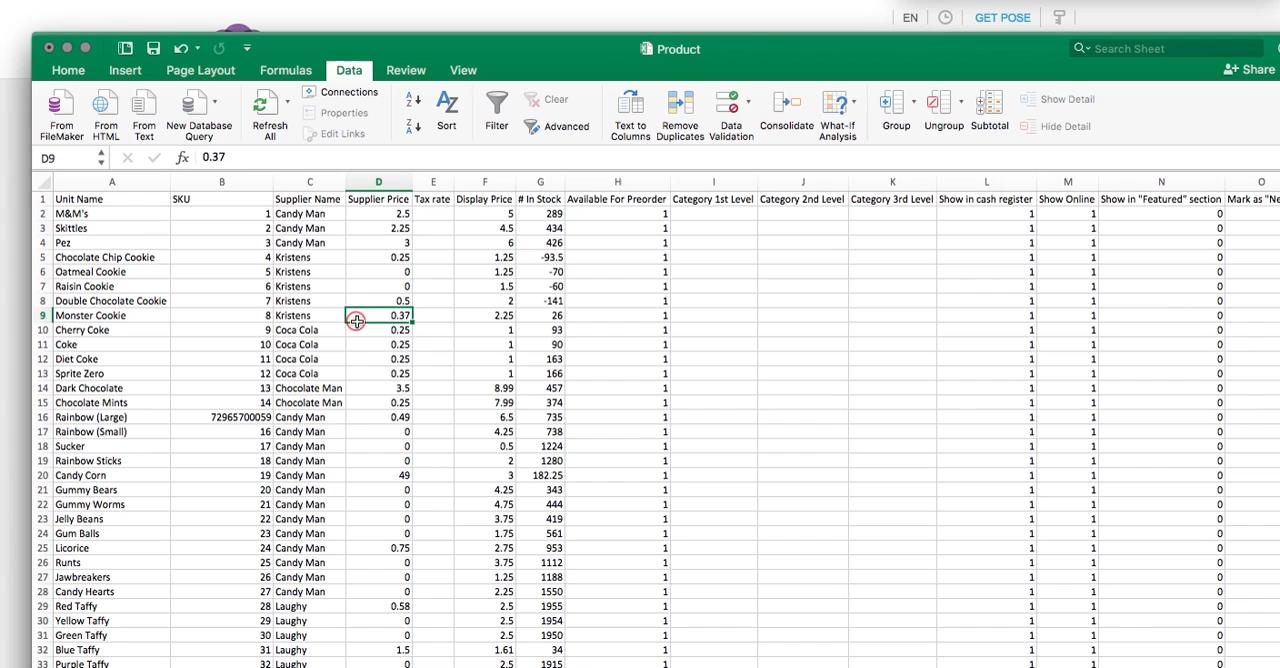 EN GET POSE
Product
Search Sheet
Home Insert Page Layout Formulas Data Review View
Share
From FileMaker From HTML From Text New Database Query Refresh All Connections Properties Edit Links Sort Filter Clear Advanced Text to Columns Remove Duplicates Data Validation Consolidate What-If Analysis Group Ungroup Subtotal Show Detail Hide Detail
D9 fx 0.37
A B C D E F G H I J K L M N O
1 Unit Name SKU Supplier Name Supplier Price Tax rate Display Price # In Stock Available For Preorder Category 1st Level Category 2nd Level Category 3rd Level Show in cash register Show Online Show in "Featured" section Mark as "Ne
2 M&M's 1 Candy Man 2.5 5 289 1 1 1 0
3 Skittles 2 Candy Man 2.25 4.5 434 1 1 1 0
4 Pez 3 Candy Man 3 6 426 1 1 1 0
5 Chocolate Chip Cookie 4 Kristens 0.25 1.25 -93.5 1 1 1 0
6 Oatmeal Cookie 5 Kristens 0 1.25 -70 1 1 1 0
7 Raisin Cookie 6 Kristens 0 1.5 -60 1 1 1 0
8 Double Chocolate Cookie 7 Kristens 0.5 2 -141 1 1 1 0
9 Monster Cookie 8 Kristens 0.37 2.25 26 1 1 1 0
10 Cherry Coke 9 Coca Cola 0.25 1 93 1 1 1 0
11 Coke 10 Coca Cola 0.25 1 90 1 1 1 0
12 Diet Coke 11 Coca Cola 0.25 1 163 1 1 1 0
13 Sprite Zero 12 Coca Cola 0.25 1 166 1 1 1 0
14 Dark Chocolate 13 Chocolate Man 3.5 8.99 457 1 1 1 0
15 Chocolate Mints 14 Chocolate Man 0.25 7.99 374 1 1 1 0
16 Rainbow (Large) 72965700059 Candy Man 0.49 6.5 735 1 1 1 0
17 Rainbow (Small) 16 Candy Man 0 4.25 738 1 1 1 0
18 Sucker 17 Candy Man 0 0.5 1224 1 1 1 0
19 Rainbow Sticks 18 Candy Man 0 2 1280 1 1 1 0
20 Candy Corn 19 Candy Man 49 3 182.25 1 1 1 0
21 Gummy Bears 20 Candy Man 0 4.25 343 1 1 1 0
22 Gummy Worms 21 Candy Man 0 4.75 444 1 1 1 0
23 Jelly Beans 22 Candy Man 0 3.75 419 1 1 1 0
24 Gum Balls 23 Candy Man 0 1.75 561 1 1 1 0
25 Licorice 24 Candy Man 0.75 2.75 953 1 1 1 0
26 Runts 25 Candy Man 0 3.75 1112 1 1 1 0
27 Jawbreakers 26 Candy Man 0 1.25 1188 1 1 1 0
28 Candy Hearts 27 Candy Man 0 2.25 1550 1 1 1 0
29 Red Taffy 28 Laughy 0.58 2.5 1955 1 1 1 0
30 Yellow Taffy 29 Laughy 0 2.5 1954 1 1 1 0
31 Green Taffy 30 Laughy 0 2.5 1950 1 1 1 0
32 Blue Taffy 31 Laughy 1.5 1.61 34 1 1 1 0
33 Purple Taffy 32 Laughy 0 2.5 1915 1 1 1 0